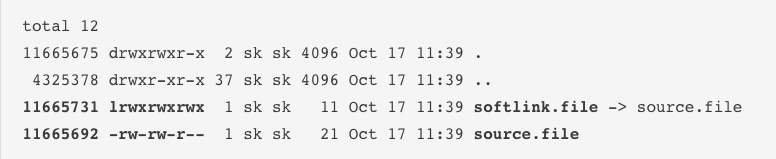 total 12
11665675 drwxrwxr-x  2 sk sk 4096 Oct 17 11:39 .
 4325378 drwxr-xr-x 37 sk sk 4096 Oct 17 11:39 ..
11665731 lrwxrwxrwx  1 sk sk   11 Oct 17 11:39 softlink.file -> source.file
11665692 -rw-rw-r--  1 sk sk   21 Oct 17 11:39 source.file